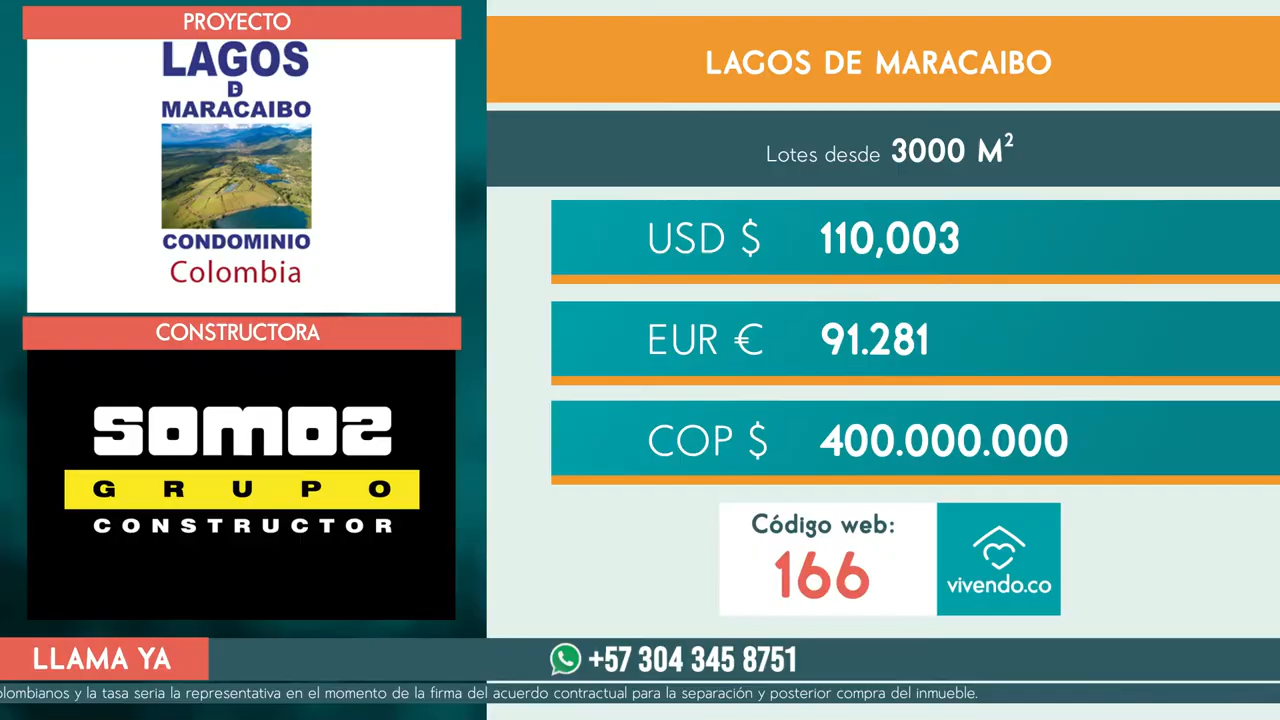 PROYECTO
LAGOS
DE
MARACAIBO
CONDOMINIO
Colombia
CONSTRUCTORA
SOMOS
GRUPO
CONSTRUCTOR
LAGOS DE MARACAIBO
Lotes desde 3000 M²
USD $ 110,003
EUR € 91.281
COP $ 400.000.000
Código web:
166
vivendo.co
LLAMA YA
+57 304 345 8751
olombianos y la tasa seria la representativa en el momento de la firma del acuerdo contractual para la separación y posterior compra del inmueble.